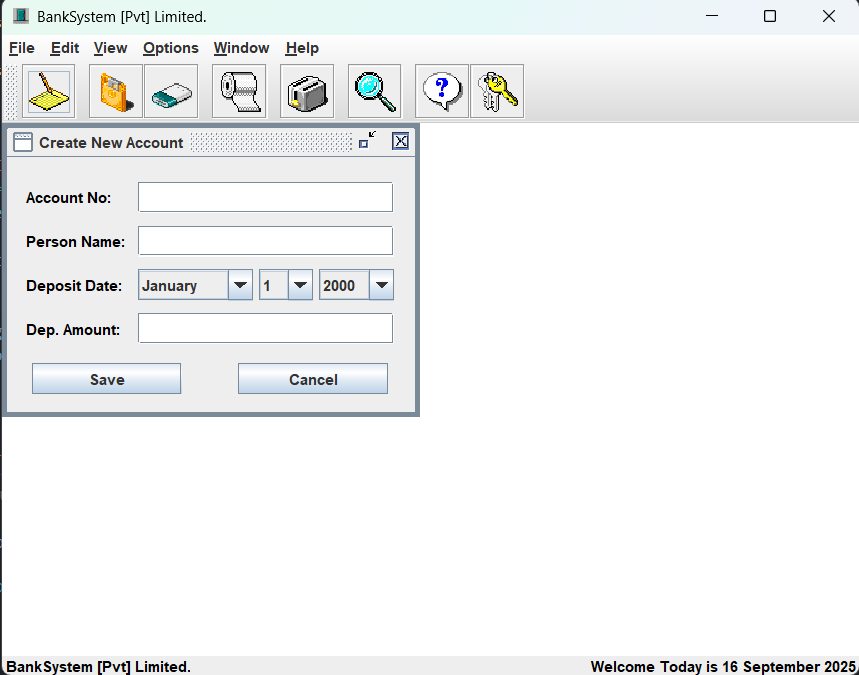 BankSystem [Pvt] Limited.
File Edit View Options Window Help
?
Create New Account
Account No:
Person Name:
Deposit Date: January 1 2000
Dep. Amount:
Save Cancel
BankSystem [Pvt] Limited. Welcome Today is 16 September 2025